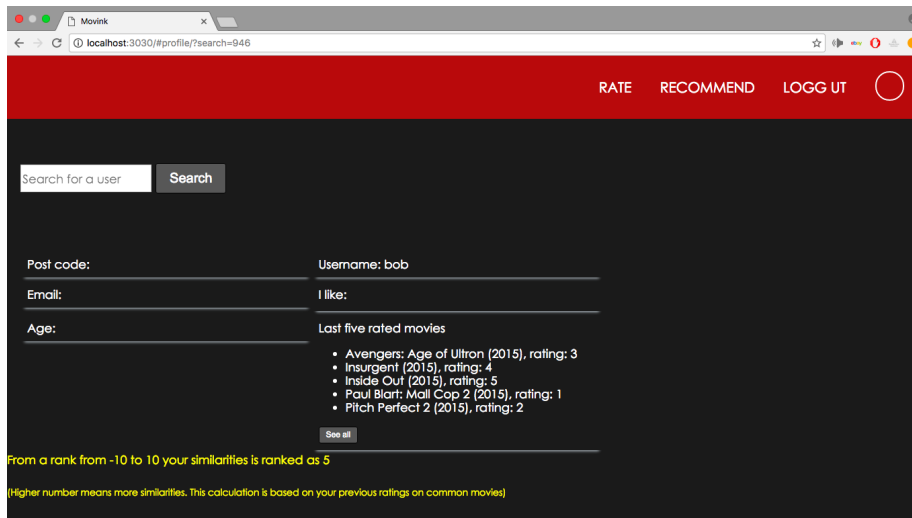 Movink
localhost:3030/#profile/?search=946
RATE RECOMMEND LOGG UT
Search for a user Search
Post code:
Username: bob
Email:
I like:
Age:
Last five rated movies
• Avengers: Age of Ultron (2015), rating: 3
• Insurgent (2015), rating: 4
• Inside Out (2015), rating: 5
• Paul Blart: Mall Cop 2 (2015), rating: 1
• Pitch Perfect 2 (2015), rating: 2
See all
From a rank from -10 to 10 your similarities is ranked as 5
(Higher number means more similarities. This calculation is based on your previous ratings on common movies)